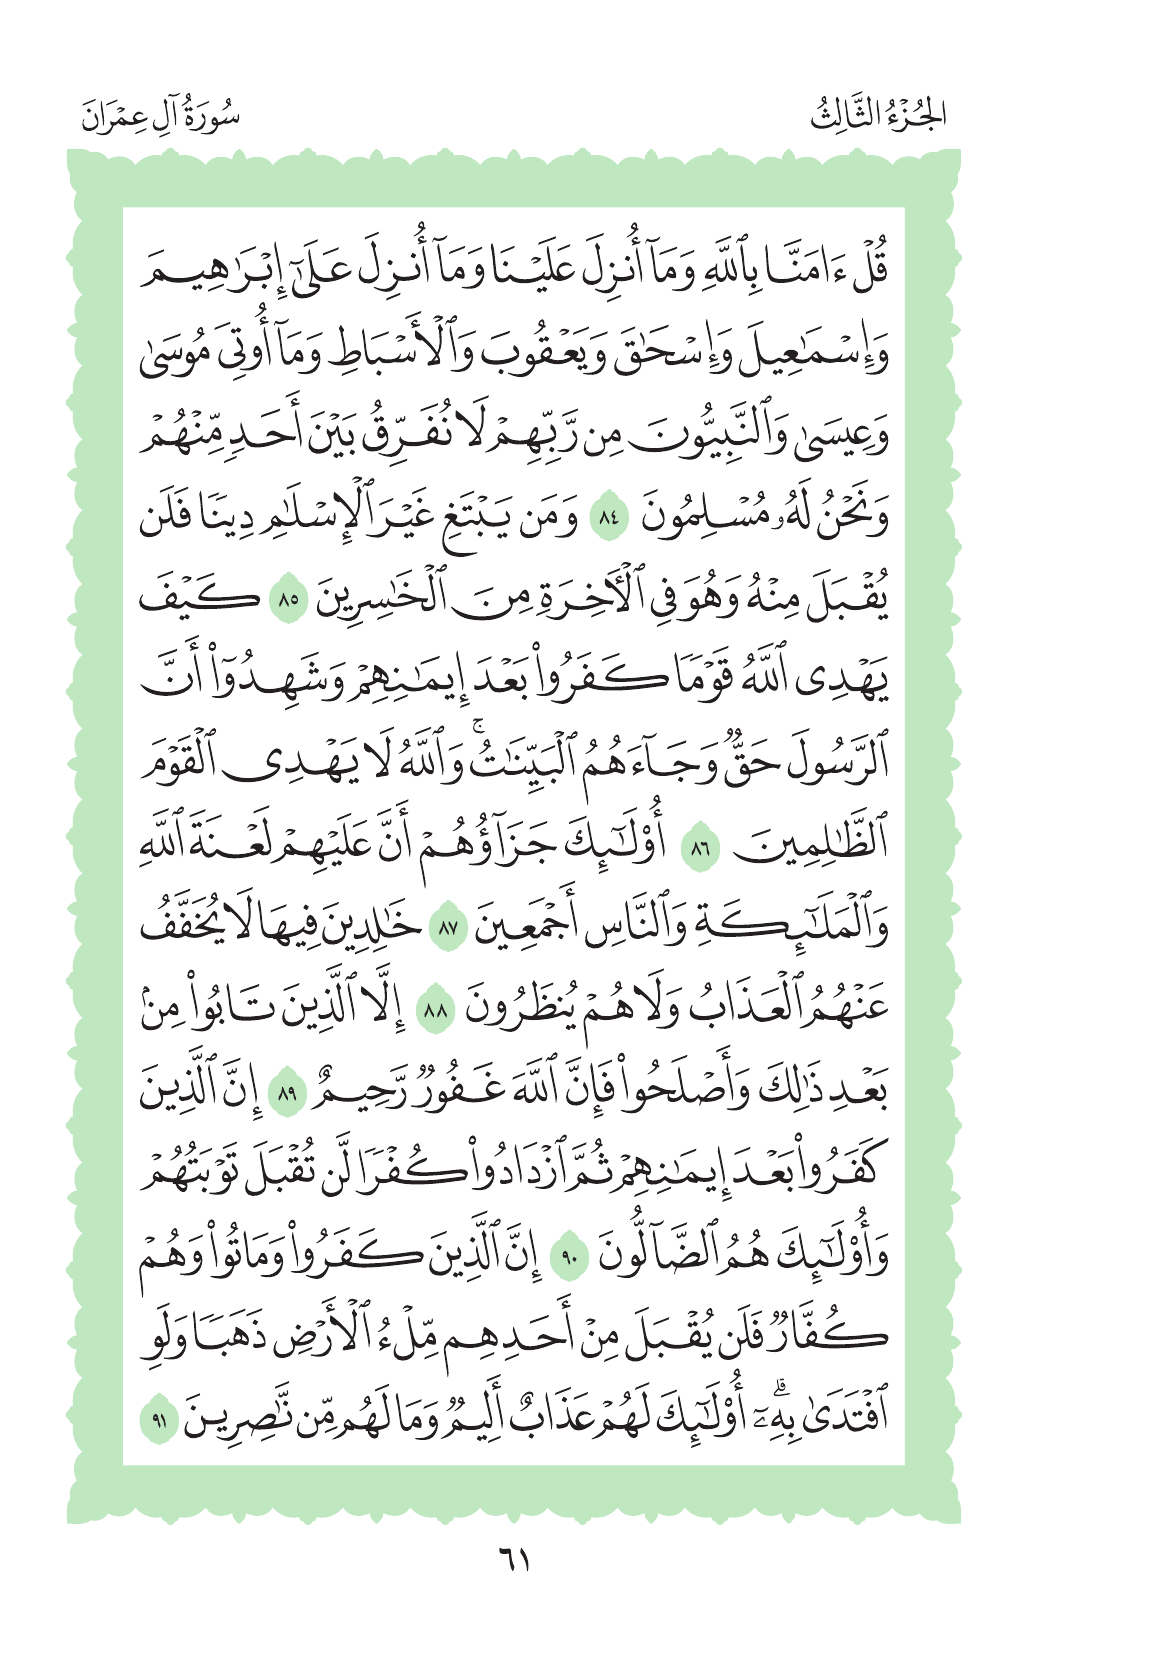 الجُزْءُ الثَّالِثُ
سُورَةُ آلِ عِمْرَانَ
قُلْ ءَامَنَّا بِٱللَّهِ وَمَآ أُنزِلَ عَلَيْنَا وَمَآ أُنزِلَ عَلَىٰٓ إِبْرَٰهِيمَ
وَإِسْمَٰعِيلَ وَإِسْحَٰقَ وَيَعْقُوبَ وَٱلْأَسْبَاطِ وَمَآ أُوتِىَ مُوسَىٰ
وَعِيسَىٰ وَٱلنَّبِيُّونَ مِن رَّبِّهِمْ لَا نُفَرِّقُ بَيْنَ أَحَدٍ مِّنْهُمْ
وَنَحْنُ لَهُۥ مُسْلِمُونَ ٨٤ وَمَن يَبْتَغِ غَيْرَ ٱلْإِسْلَٰمِ دِينًا فَلَن
يُقْبَلَ مِنْهُ وَهُوَ فِى ٱلْأَخِرَةِ مِنَ ٱلْخَٰسِرِينَ ٨٥ كَيْفَ
يَهْدِى ٱللَّهُ قَوْمًا كَفَرُوا۟ بَعْدَ إِيمَٰنِهِمْ وَشَهِدُوٓا۟ أَنَّ
ٱلرَّسُولَ حَقٌّ وَجَآءَهُمُ ٱلْبَيِّنَٰتُ ۚ وَٱللَّهُ لَا يَهْدِى ٱلْقَوْمَ
ٱلظَّٰلِمِينَ ٨٦ أُو۟لَٰٓئِكَ جَزَآؤُهُمْ أَنَّ عَلَيْهِمْ لَعْنَةَ ٱللَّهِ
وَٱلْمَلَٰٓئِكَةِ وَٱلنَّاسِ أَجْمَعِينَ ٨٧ خَٰلِدِينَ فِيهَا لَا يُخَفَّفُ
عَنْهُمُ ٱلْعَذَابُ وَلَا هُمْ يُنظَرُونَ ٨٨ إِلَّا ٱلَّذِينَ تَابُوا۟ مِنۢ
بَعْدِ ذَٰلِكَ وَأَصْلَحُوا۟ فَإِنَّ ٱللَّهَ غَفُورٌ رَّحِيمٌ ٨٩ إِنَّ ٱلَّذِينَ
كَفَرُوا۟ بَعْدَ إِيمَٰنِهِمْ ثُمَّ ٱزْدَادُوا۟ كُفْرًا لَّن تُقْبَلَ تَوْبَتُهُمْ
وَأُو۟لَٰٓئِكَ هُمُ ٱلضَّآلُّونَ ٩٠ إِنَّ ٱلَّذِينَ كَفَرُوا۟ وَمَاتُوا۟ وَهُمْ
كُفَّارٌ فَلَن يُقْبَلَ مِنْ أَحَدِهِم مِّلْءُ ٱلْأَرْضِ ذَهَبًا وَلَوِ
ٱفْتَدَىٰ بِهِۦٓ ۗ أُو۟لَٰٓئِكَ لَهُمْ عَذَابٌ أَلِيمٌ وَمَا لَهُم مِّن نَّٰصِرِينَ ٩١
٦١